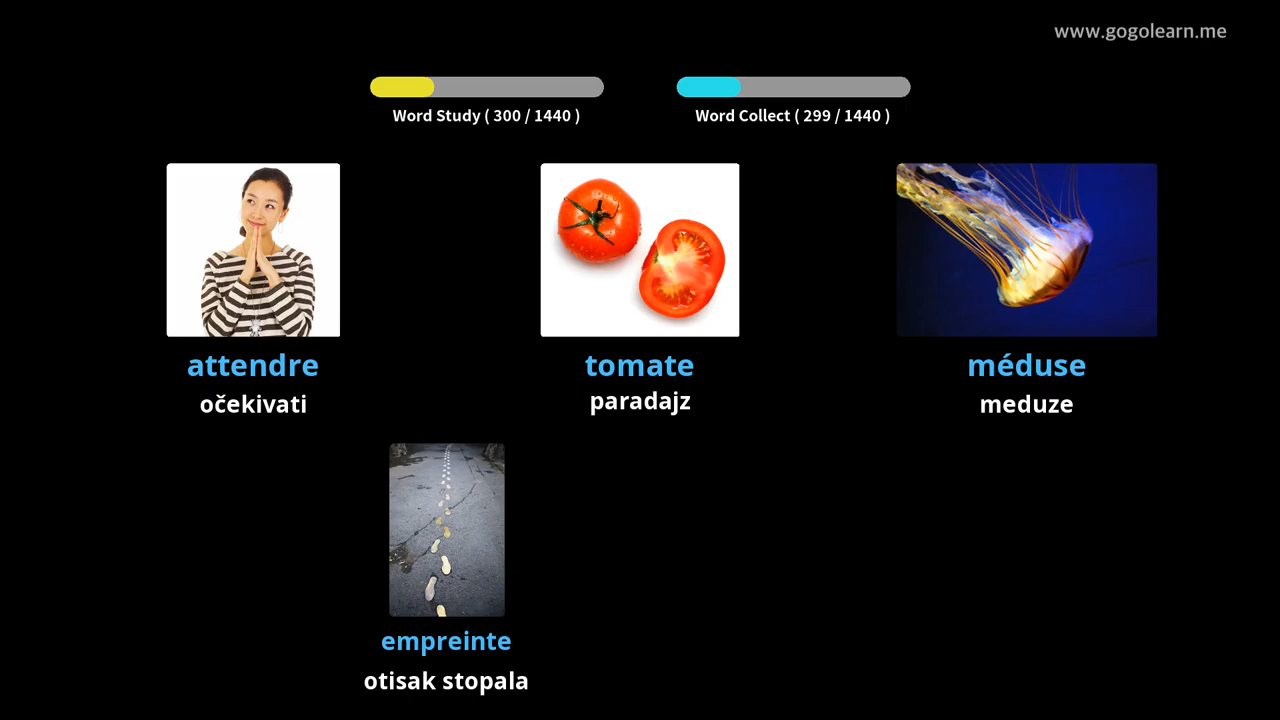 www.gogolearn.me
Word Study ( 300 / 1440 )
Word Collect ( 299 / 1440 )
attendre
očekivati
tomate
paradajz
méduse
meduze
empreinte
otisak stopala